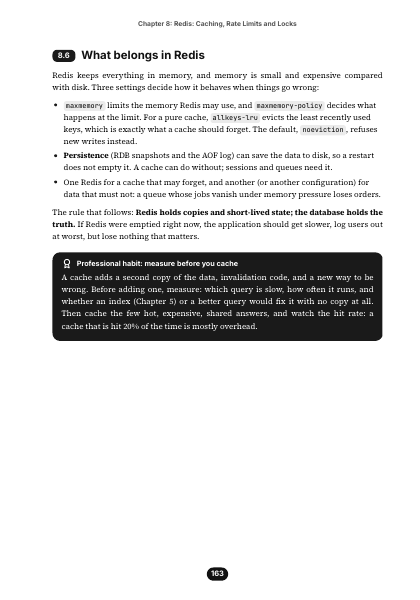 Chapter 8: Redis: Caching, Rate Limits and Locks
8.6 What belongs in Redis
Redis keeps everything in memory, and memory is small and expensive compared
with disk. Three settings decide how it behaves when things go wrong:
• maxmemory limits the memory Redis may use, and maxmemory-policy decides what
happens at the limit. For a pure cache, allkeys-lru evicts the least recently used
keys, which is exactly what a cache should forget. The default, noeviction, refuses
new writes instead.
• Persistence (RDB snapshots and the AOF log) can save the data to disk, so a restart
does not empty it. A cache can do without; sessions and queues need it.
• One Redis for a cache that may forget, and another (or another configuration) for
data that must not: a queue whose jobs vanish under memory pressure loses orders.
The rule that follows: Redis holds copies and short-lived state; the database holds the
truth. If Redis were emptied right now, the application should get slower, log users out
at worst, but lose nothing that matters.
Professional habit: measure before you cache
A cache adds a second copy of the data, invalidation code, and a new way to be
wrong. Before adding one, measure: which query is slow, how often it runs, and
whether an index (Chapter 5) or a better query would fix it with no copy at all.
Then cache the few hot, expensive, shared answers, and watch the hit rate: a
cache that is hit 20% of the time is mostly overhead.
163